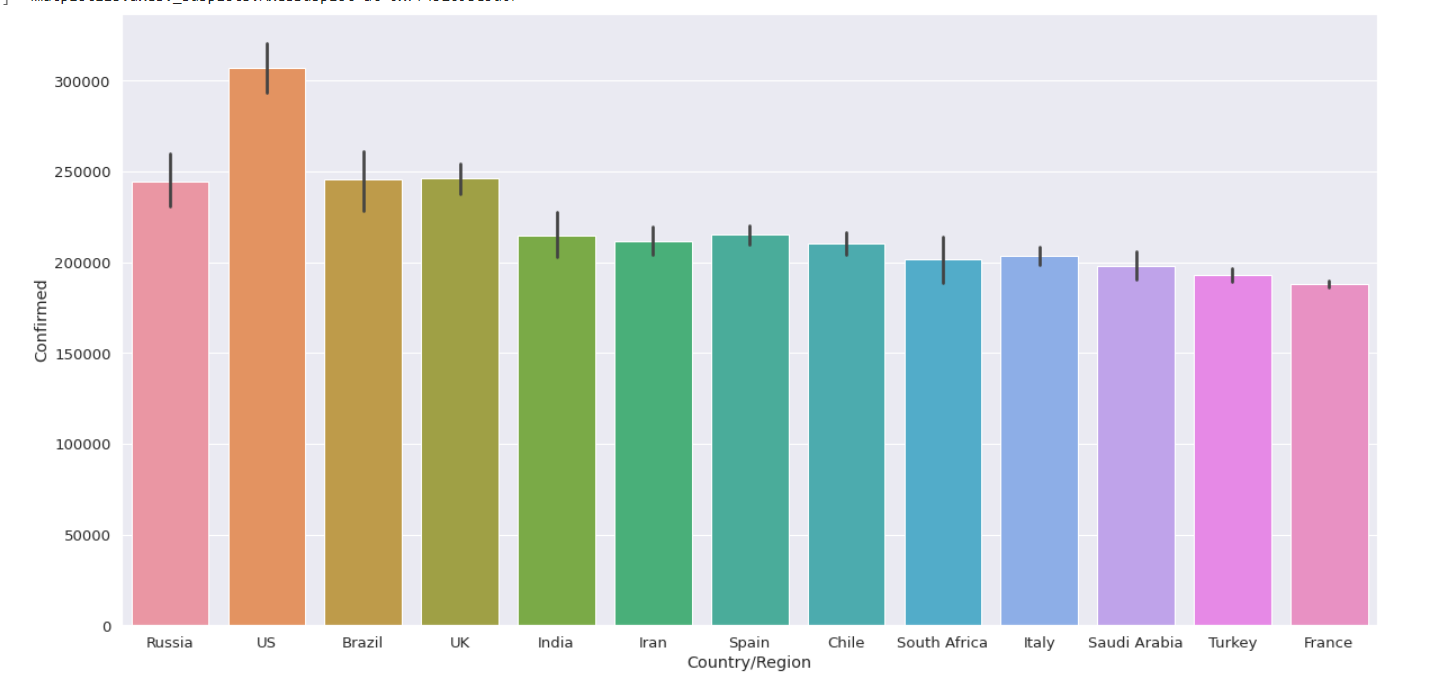 300000
250000
200000
150000
100000
50000
0
Confirmed
Russia US Brazil UK India Iran Spain Chile South Africa Italy Saudi Arabia Turkey France
Country/Region